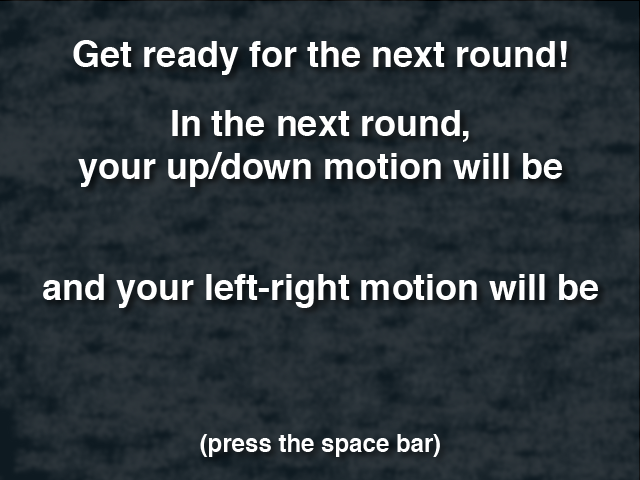 Get ready for the next round!
In the next round,
your up/down motion will be
and your left-right motion will be
(press the space bar)